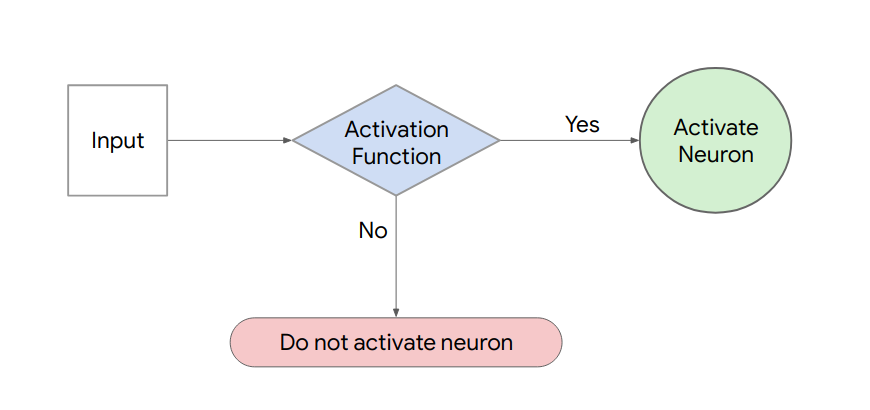 Input
Activation
Function
Yes
Activate
Neuron
No
Do not activate neuron